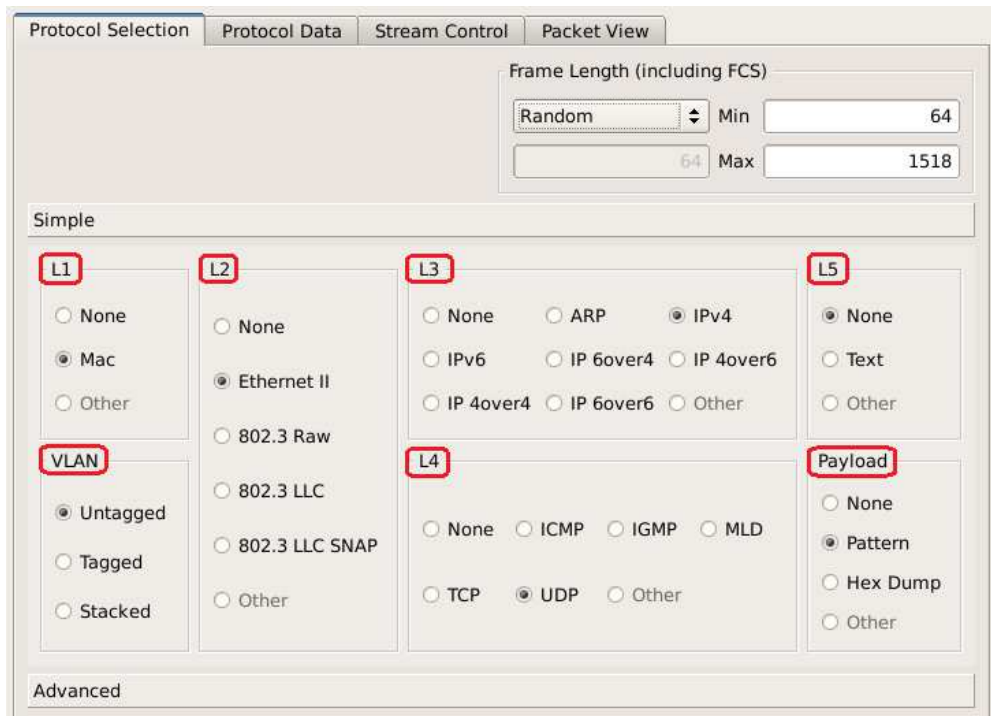 Protocol Selection Protocol Data Stream Control Packet View
Frame Length (including FCS)
Random Min 64
64 Max 1518
Simple
L1
None
Mac
Other
VLAN
Untagged
Tagged
Stacked
L2
None
Ethernet II
802.3 Raw
802.3 LLC
802.3 LLC SNAP
Other
L3
None ARP IPv4
IPv6 IP 6over4 IP 4over6
IP 4over4 IP 6over6 Other
L4
None ICMP IGMP MLD
TCP UDP Other
L5
None
Text
Other
Payload
None
Pattern
Hex Dump
Other
Advanced